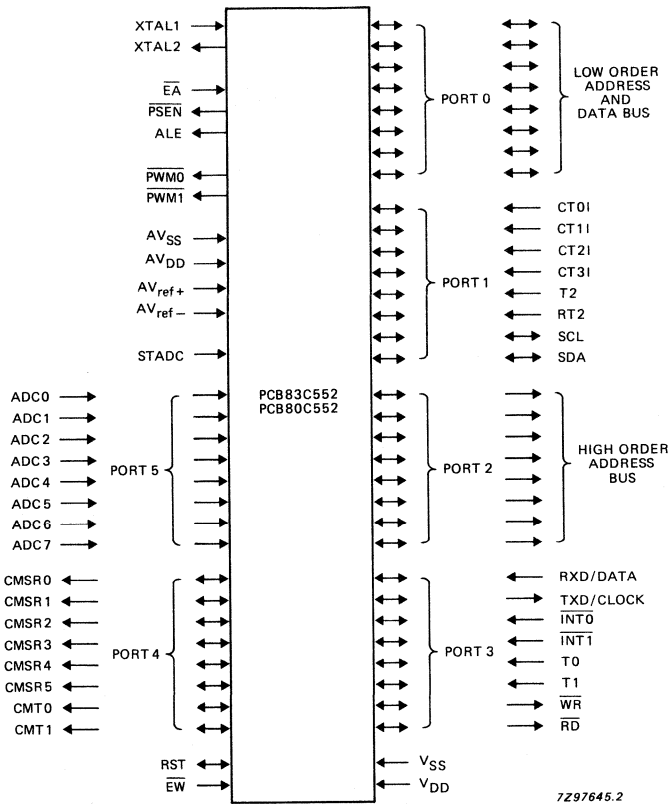 XTAL1
XTAL2
EA
PSEN
ALE
PWM0
PWM1
AVSS
AVDD
AVref+
AVref−
STADC
ADC0
ADC1
ADC2
ADC3
ADC4
ADC5
ADC6
ADC7
PORT 5
CMSR0
CMSR1
CMSR2
CMSR3
CMSR4
CMSR5
CMT0
CMT1
PORT 4
RST
EW
PCB83C552
PCB80C552
PORT 0
LOW ORDER
ADDRESS
AND
DATA BUS
PORT 1
CT0I
CT1I
CT2I
CT3I
T2
RT2
SCL
SDA
PORT 2
HIGH ORDER
ADDRESS
BUS
PORT 3
RXD/DATA
TXD/CLOCK
INT0
INT1
T0
T1
WR
RD
VSS
VDD
7Z97645.2